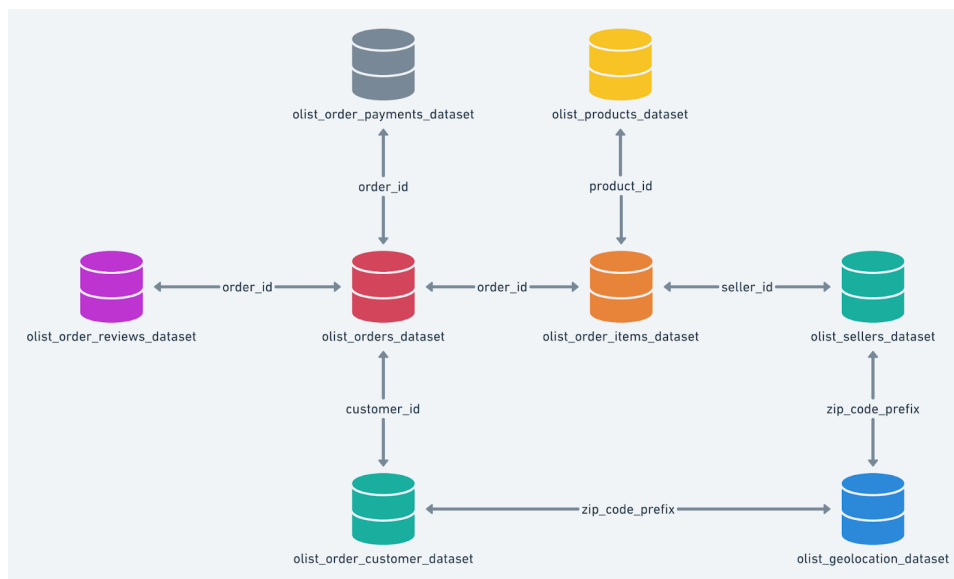 olist_order_payments_dataset
olist_products_dataset
order_id
product_id
order_id
order_id
seller_id
olist_order_reviews_dataset
olist_orders_dataset
olist_order_items_dataset
olist_sellers_dataset
customer_id
zip_code_prefix
zip_code_prefix
olist_order_customer_dataset
olist_geolocation_dataset